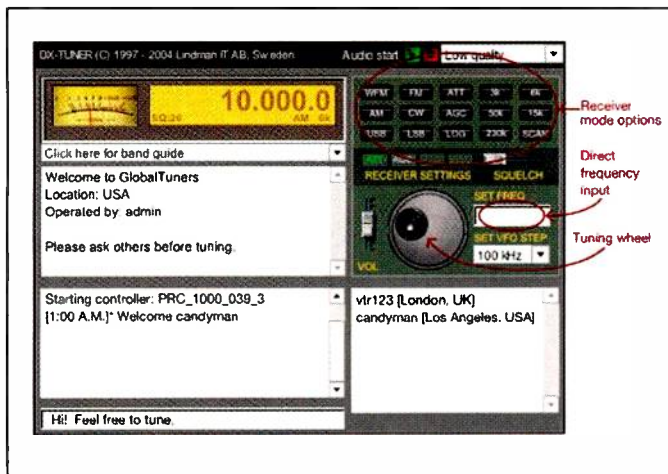 DX-TUNER (C) 1997 - 2004 Lindman IT AB, Sweden
Audio start
Low quality
10.000.0
SQ:26
AM 6k
Click here for band guide
Welcome to GlobalTuners
Location: USA
Operated by: admin
Please ask others before tuning.
WFM FM ATT 3k 6k
AM CW AGC 50k 15k
USB LSB LOG 230k SCAN
RECEIVER SETTINGS SQUELCH
SET FREQ
SET VFO STEP
100 kHz
VOL
Receiver
mode options
Direct
frequency
input
Tuning wheel
Starting controller: PRC_1000_039_3
[1:00 A.M.]* Welcome candyman
vlr123 [London, UK]
candyman [Los Angeles, USA]
Hi! Feel free to tune.